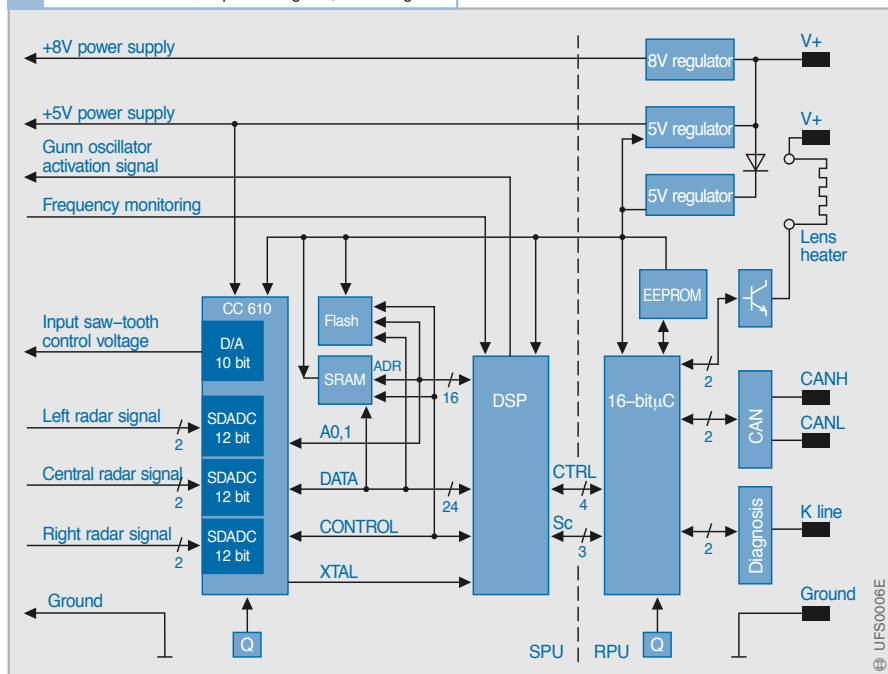 +8V power supply
8V regulator
V+
+5V power supply
5V regulator
V+
Gunn oscillator
activation signal
5V regulator
Frequency monitoring
Lens
heater
CC 610
Flash
EEPROM
Input saw–tooth
control voltage
D/A
10 bit
SRAM
ADR
16
DSP
16–bitµC
2
CANH
CAN
CANL
2
Left radar signal
2
SDADC
12 bit
A0,1
Central radar signal
2
SDADC
12 bit
DATA
24
CTRL
4
Right radar signal
2
SDADC
12 bit
CONTROL
Sc
3
2
Diagnosis
K line
XTAL
Ground
Ground
Q
SPU
RPU
Q
© UFS0006E